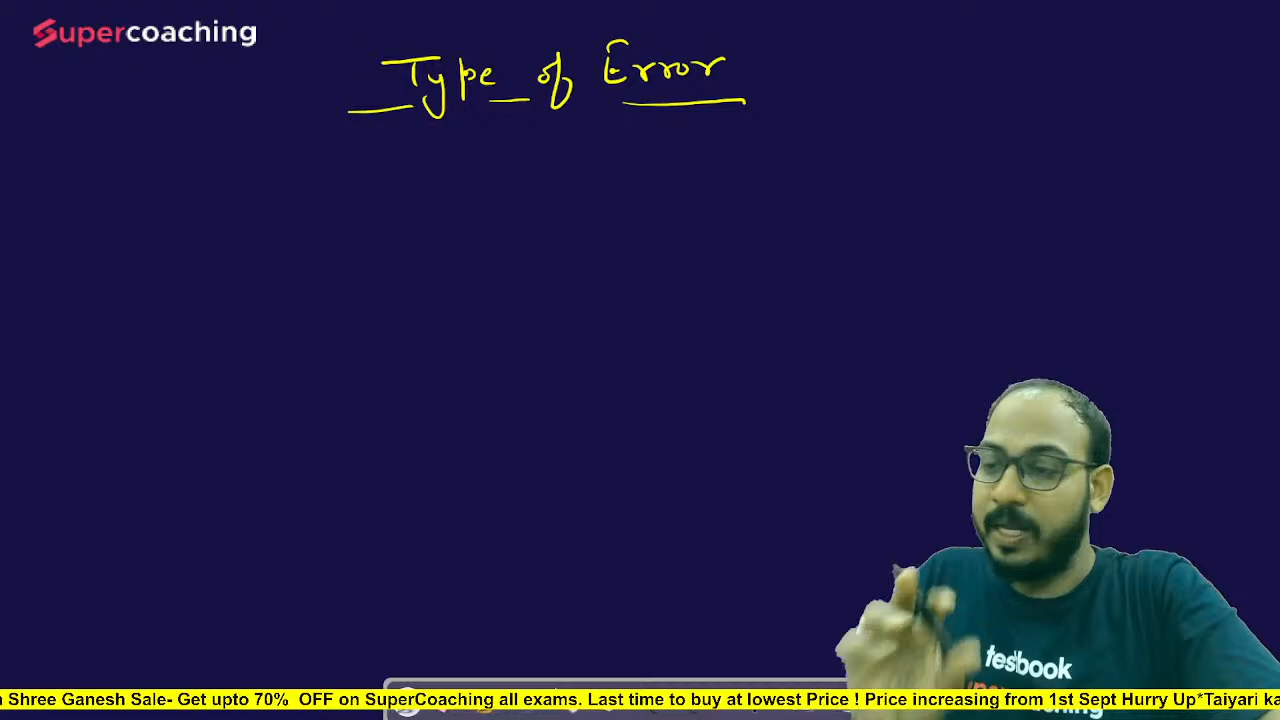 Supercoaching
Type of Error
testbook
Shree Ganesh Sale- Get upto 70% OFF on SuperCoaching all exams. Last time to buy at lowest Price ! Price increasing from 1st Sept Hurry Up*Taiyari